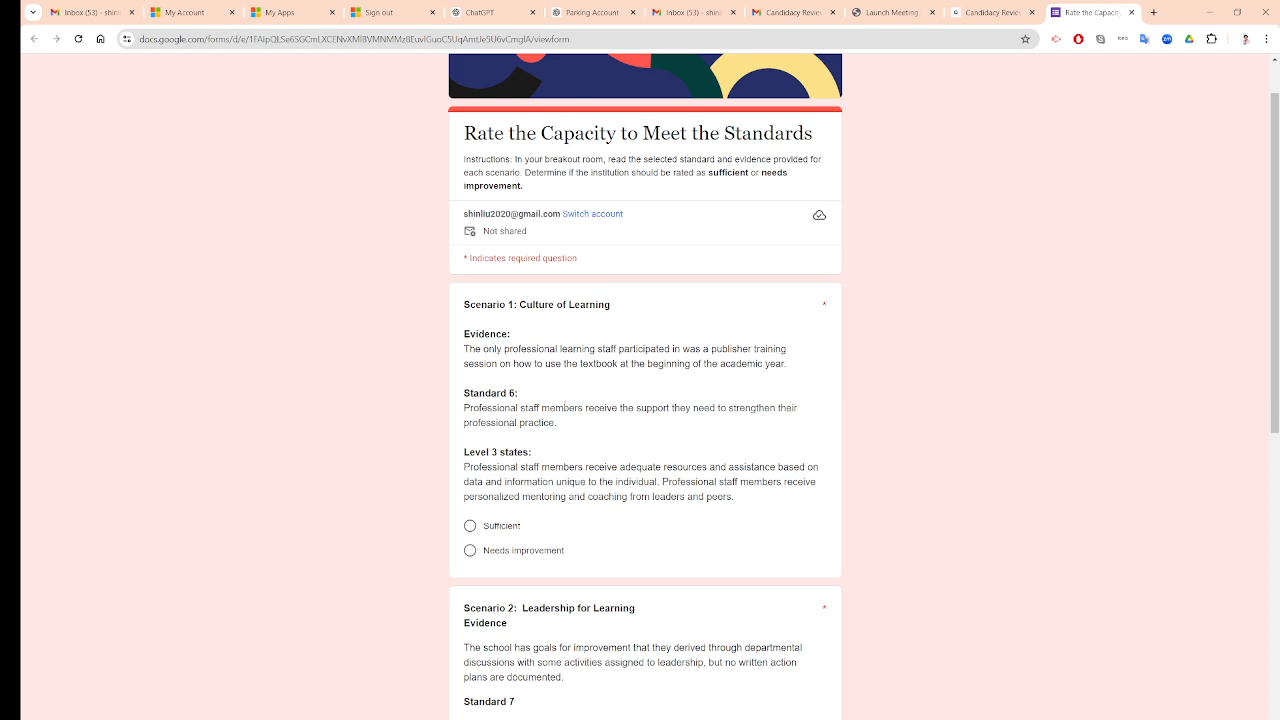 Inbox (53) - shinl
My Account
My Apps
Sign out
ChatGPT
Parking Account
Inbox (53) - shinl
Candidacy Review
Launch Meeting
Candidacy Review
Rate the Capacity
Rate the Capacity to Meet the Standards
Instructions: In your breakout room, read the selected standard and evidence provided for
each scenario. Determine if the institution should be rated as sufficient or needs
improvement.
shinliu2020@gmail.com Switch account
Not shared
* Indicates required question
Scenario 1: Culture of Learning *
Evidence:
The only professional learning staff participated in was a publisher training
session on how to use the textbook at the beginning of the academic year.
Standard 6:
Professional staff members receive the support they need to strengthen their
professional practice.
Level 3 states:
Professional staff members receive adequate resources and assistance based on
data and information unique to the individual. Professional staff members receive
personalized mentoring and coaching from leaders and peers.
Sufficient
Needs improvement
Scenario 2: Leadership for Learning *
Evidence
The school has goals for improvement that they derived through departmental
discussions with some activities assigned to leadership, but no written action
plans are documented.
Standard 7